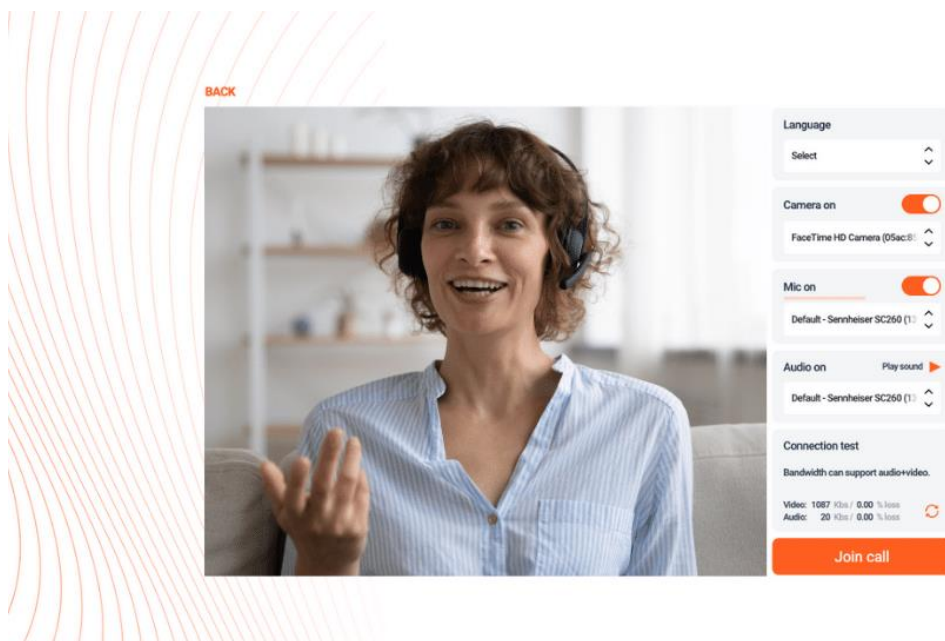 BACK
Language
Select
Camera on
FaceTime HD Camera (05ac:8
Mic on
Default - Sennheiser SC260 (1
Audio on
Play sound
Default - Sennheiser SC260 (1
Connection test
Bandwidth can support audio+video.
Video: 1087 Kbs / 0.00 % loss
Audio: 20 Kbs / 0.00 % loss
Join call